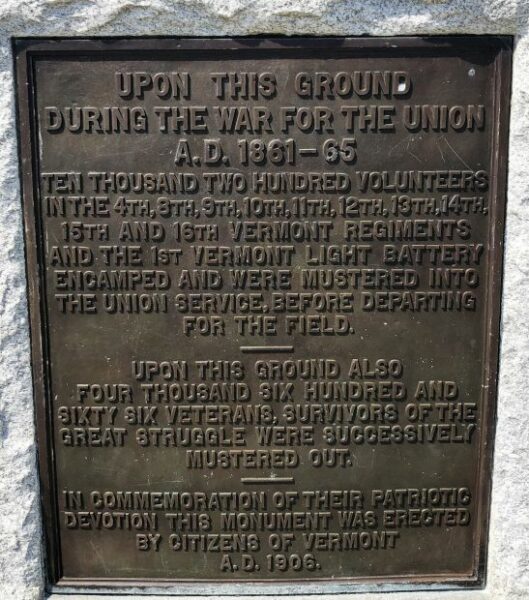 UPON THIS GROUND
DURING THE WAR FOR THE UNION
A.D. 1861-65
TEN THOUSAND TWO HUNDRED VOLUNTEERS
IN THE 4TH, 8TH, 9TH, 10TH, 11TH, 12TH, 13TH, 14TH,
15TH AND 16TH VERMONT REGIMENTS
AND THE 1ST VERMONT LIGHT BATTERY
ENCAMPED AND WERE MUSTERED INTO
THE UNION SERVICE, BEFORE DEPARTING
FOR THE FIELD.
UPON THIS GROUND ALSO
FOUR THOUSAND SIX HUNDRED AND
SIXTY SIX VETERANS, SURVIVORS OF THE
GREAT STRUGGLE WERE SUCCESSIVELY
MUSTERED OUT.
IN COMMEMORATION OF THEIR PATRIOTIC
DEVOTION THIS MONUMENT WAS ERECTED
BY CITIZENS OF VERMONT
A.D. 1906.